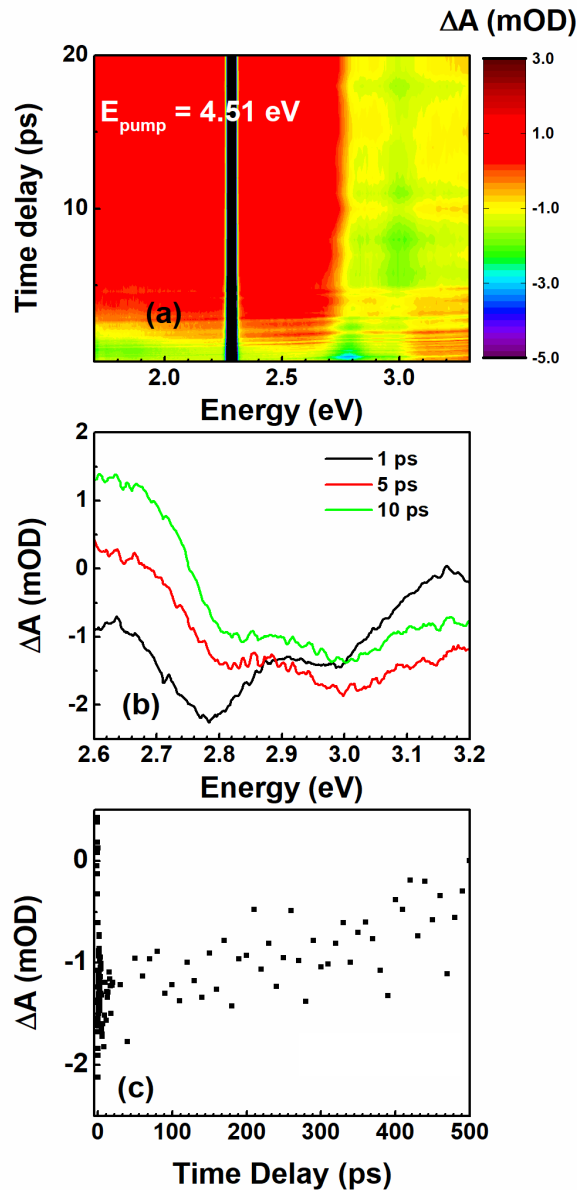 ΔA (mOD)
3.0
1.0
-1.0
-3.0
-5.0
20
10
Time delay (ps)
E_pump = 4.51 eV
(a)
2.0
2.5
3.0
Energy (eV)
2
1
0
-1
-2
ΔA (mOD)
1 ps
5 ps
10 ps
(b)
2.6
2.7
2.8
2.9
3.0
3.1
3.2
Energy (eV)
0
-1
-2
ΔA (mOD)
(c)
0
100
200
300
400
500
Time Delay (ps)